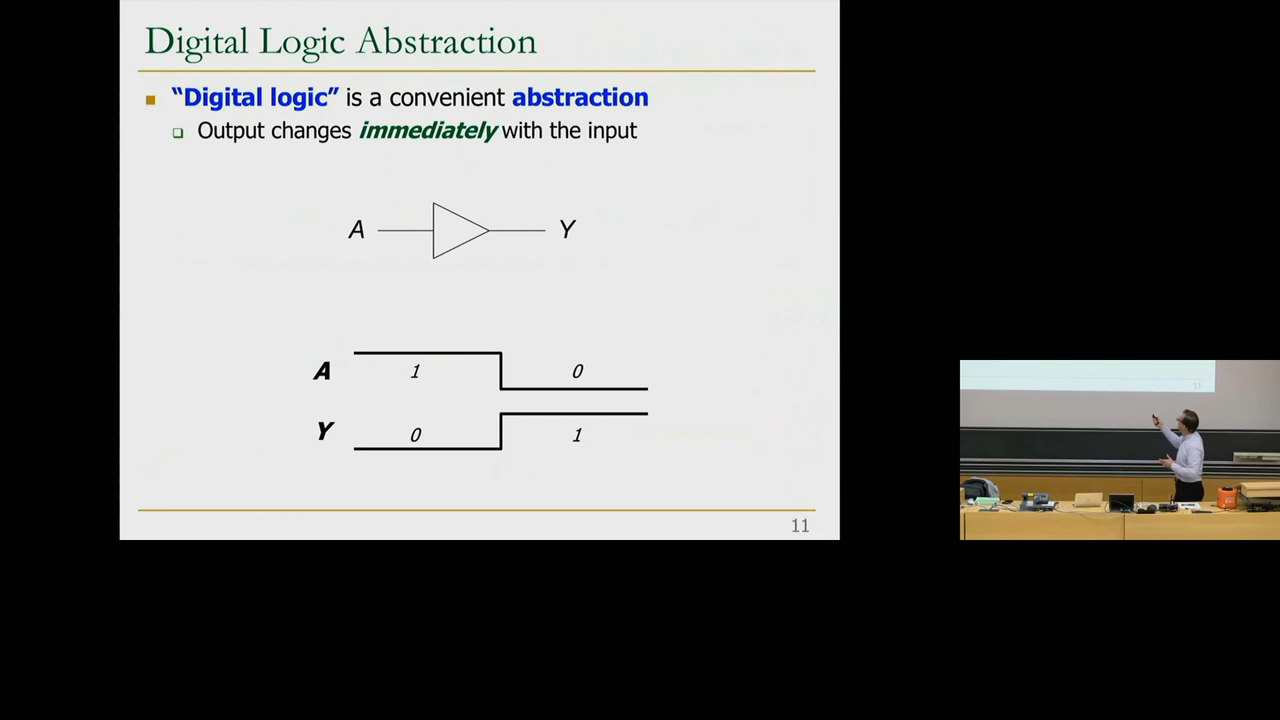 Digital Logic Abstraction
“Digital logic” is a convenient abstraction
Output changes immediately with the input
A Y
A 1 0
Y 0 1
11
11